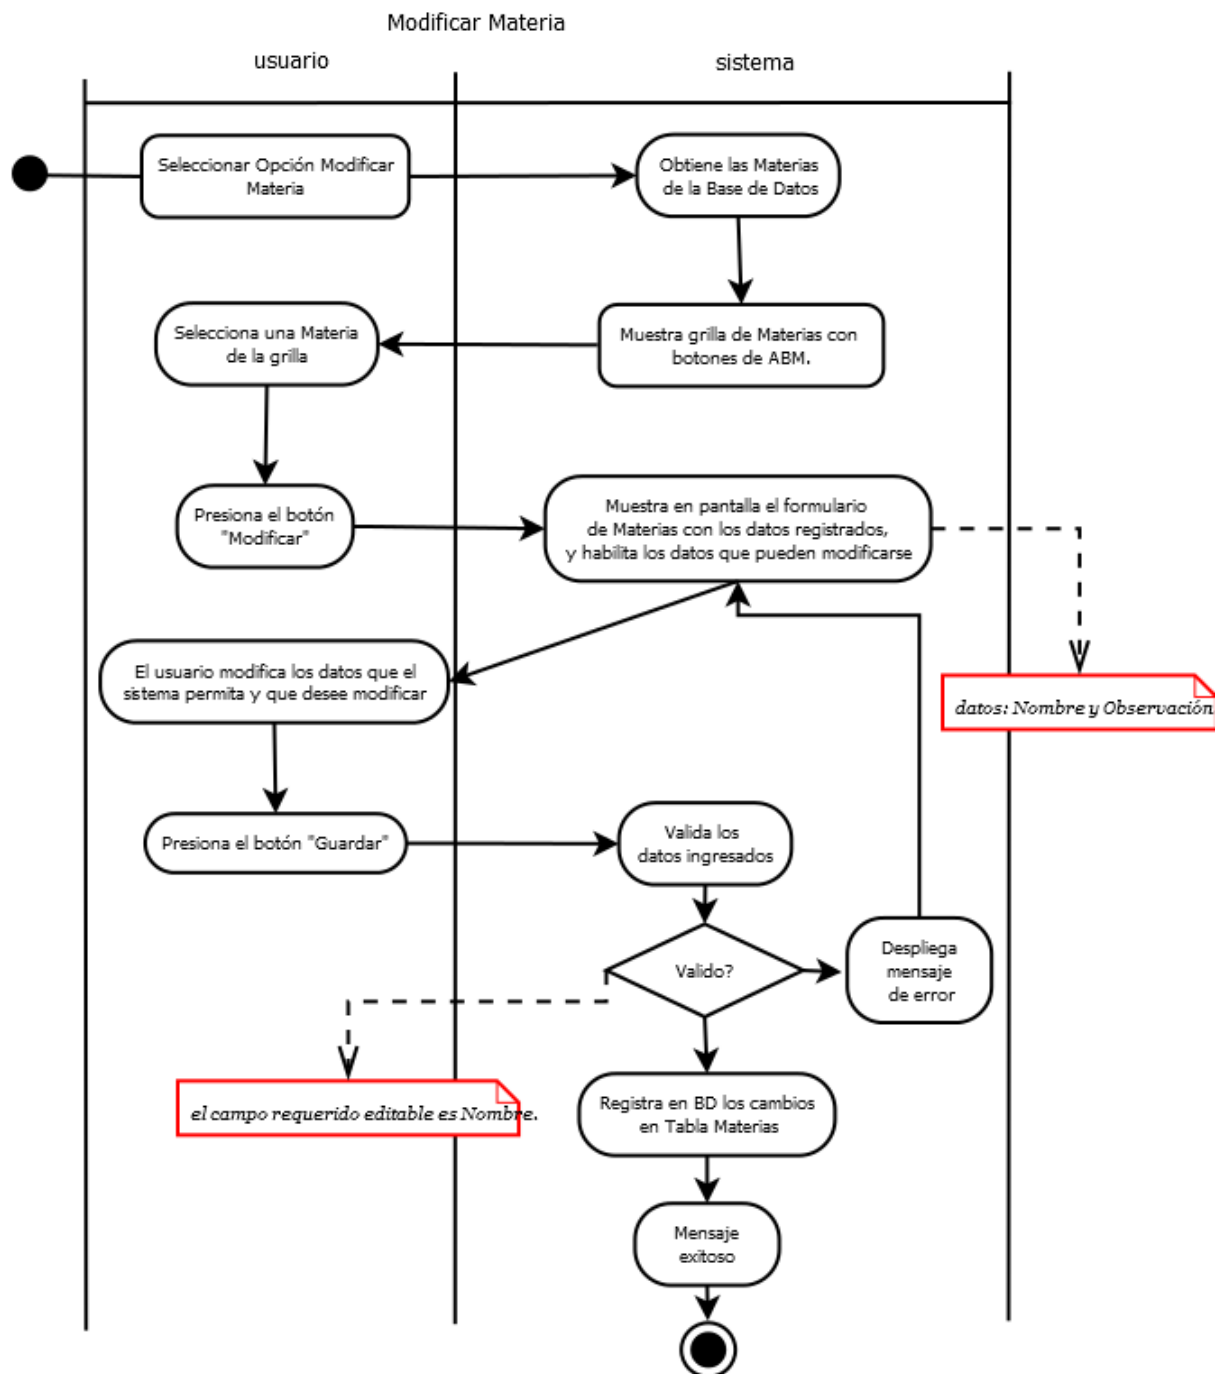 Modificar Materia
usuario
sistema
Seleccionar Opción Modificar
Materia
Obtiene las Materias
de la Base de Datos
Selecciona una Materia
de la grilla
Muestra grilla de Materias con
botones de ABM.
Presiona el botón
"Modificar"
Muestra en pantalla el formulario
de Materias con los datos registrados,
y habilita los datos que pueden modificarse
El usuario modifica los datos que el
sistema permita y que desee modificar
datos: Nombre y Observación
Presiona el botón "Guardar"
Valida los
datos ingresados
Valido?
Despliega
mensaje
de error
el campo requerido editable es Nombre.
Registra en BD los cambios
en Tabla Materias
Mensaje
exitoso